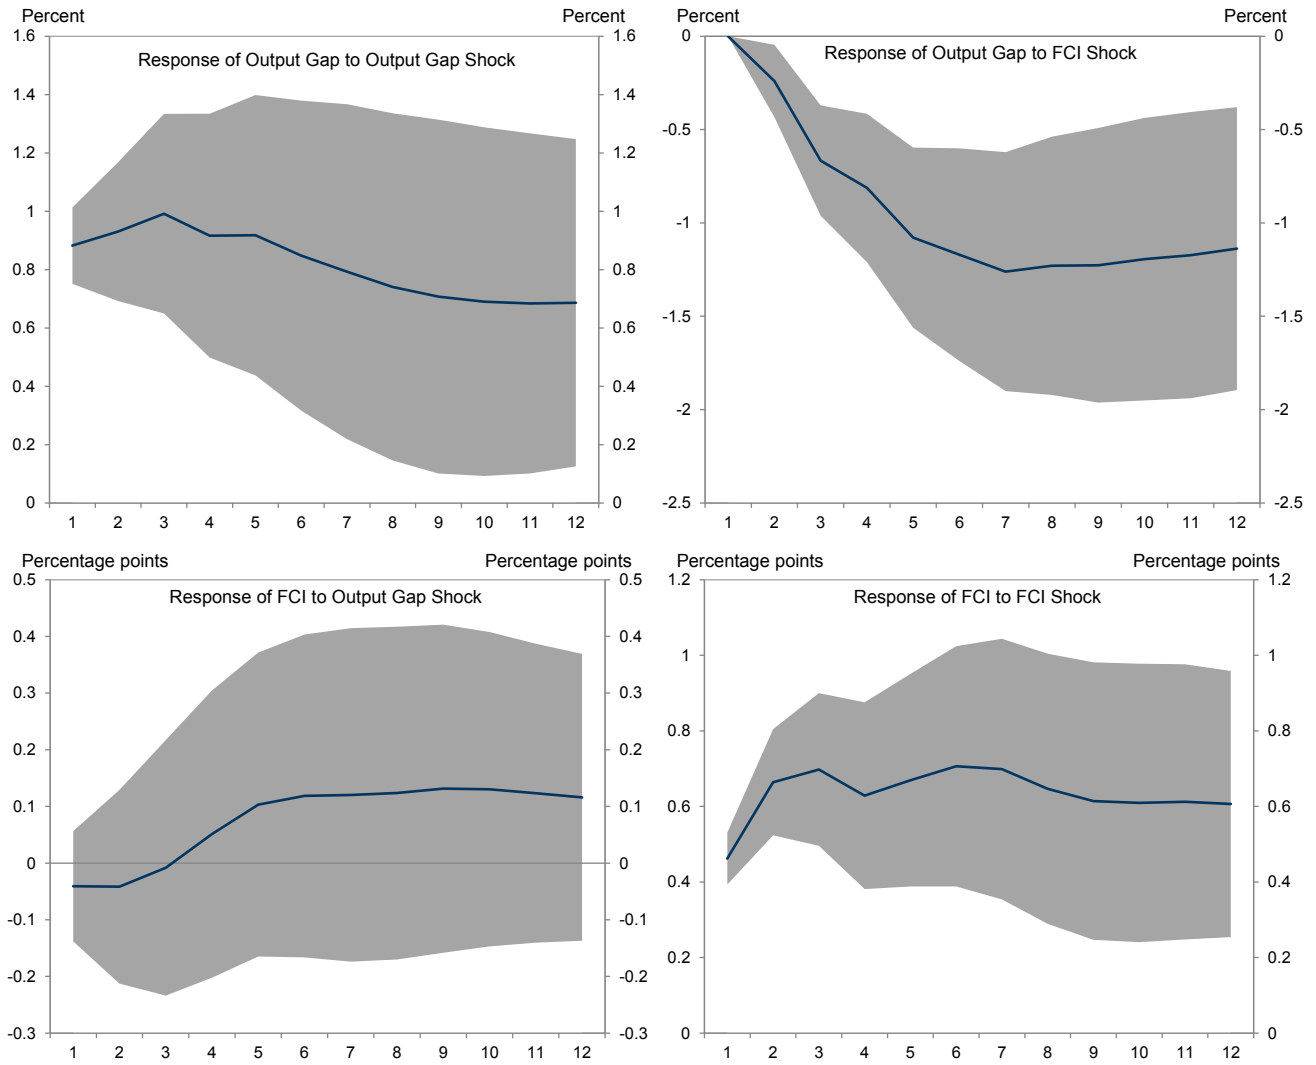 Percent Percent
Response of Output Gap to Output Gap Shock
1.6 1.6
1.4 1.4
1.2 1.2
1 1
0.8 0.8
0.6 0.6
0.4 0.4
0.2 0.2
0 0
1 2 3 4 5 6 7 8 9 10 11 12
Percent Percent
Response of Output Gap to FCI Shock
0 0
-0.5 -0.5
-1 -1
-1.5 -1.5
-2 -2
-2.5 -2.5
1 2 3 4 5 6 7 8 9 10 11 12
Percentage points Percentage points
Response of FCI to Output Gap Shock
0.5 0.5
0.4 0.4
0.3 0.3
0.2 0.2
0.1 0.1
0 0
-0.1 -0.1
-0.2 -0.2
-0.3 -0.3
1 2 3 4 5 6 7 8 9 10 11 12
Percentage points Percentage points
Response of FCI to FCI Shock
1.2 1.2
1 1
0.8 0.8
0.6 0.6
0.4 0.4
0.2 0.2
0 0
1 2 3 4 5 6 7 8 9 10 11 12